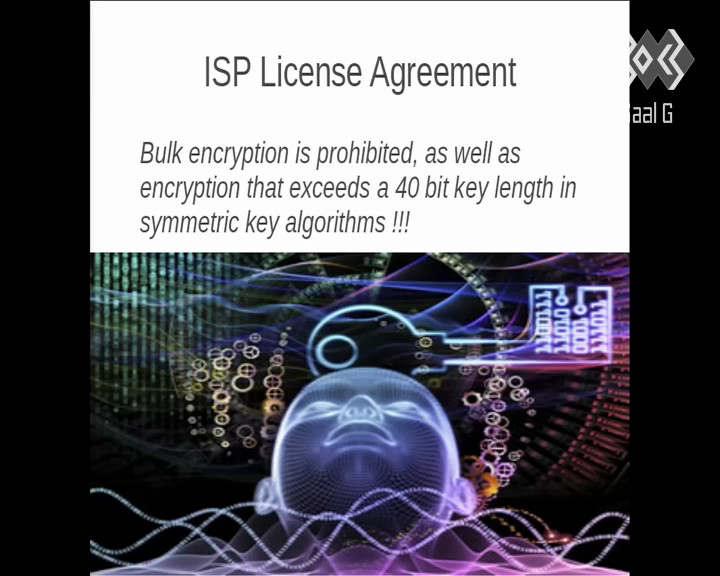 ISP License Agreement
Bulk encryption is prohibited, as well as
encryption that exceeds a 40 bit key length in
symmetric key algorithms !!!
aal G